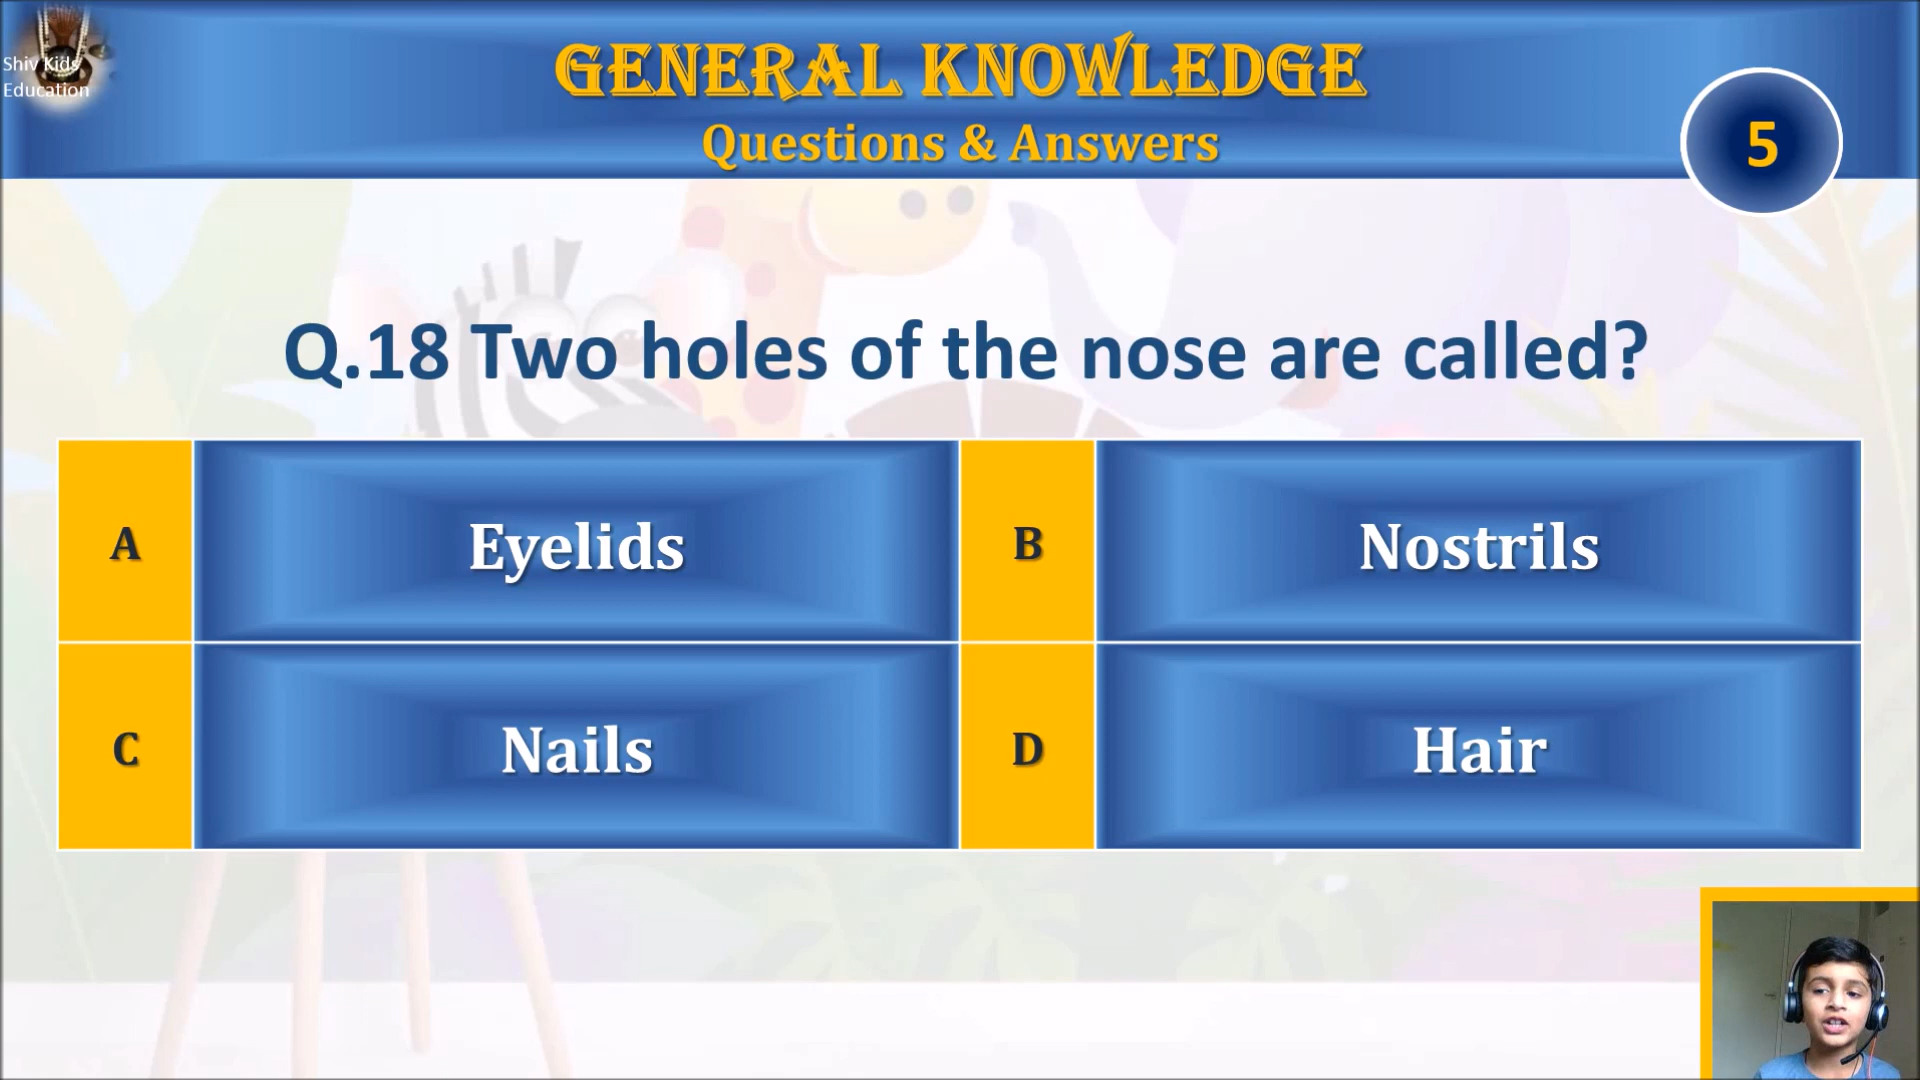 Shiv Kids
Education
GENERAL KNOWLEDGE
Questions & Answers
5
Q.18 Two holes of the nose are called?
A
Eyelids
B
Nostrils
C
Nails
D
Hair